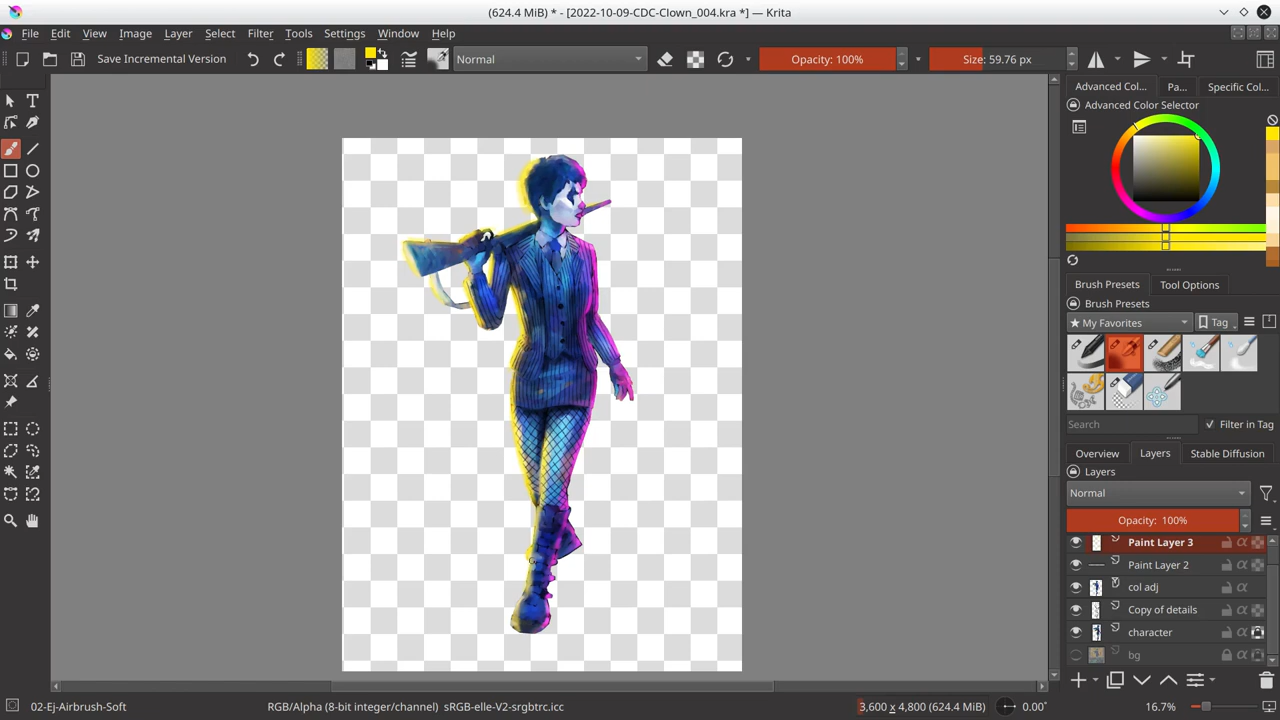 (624.4 MiB) * - [2022-10-09-CDC-Clown_004.kra *] — Krita
File Edit View Image Layer Select Filter Tools Settings Window Help
Save Incremental Version Normal Opacity: 100% Size: 59.76 px
Advanced Col... Pa... Specific Col...
Advanced Color Selector
Brush Presets Tool Options
Brush Presets
★ My Favorites Tag
Search Filter in Tag
Overview Layers Stable Diffusion
Layers
Normal
Opacity: 100%
Paint Layer 3
Paint Layer 2
col adj
Copy of details
character
bg
02-Ej-Airbrush-Soft RGB/Alpha (8-bit integer/channel) sRGB-elle-V2-srgbtrc.icc 3,600 x 4,800 (624.4 MiB) 0.00° 16.7%